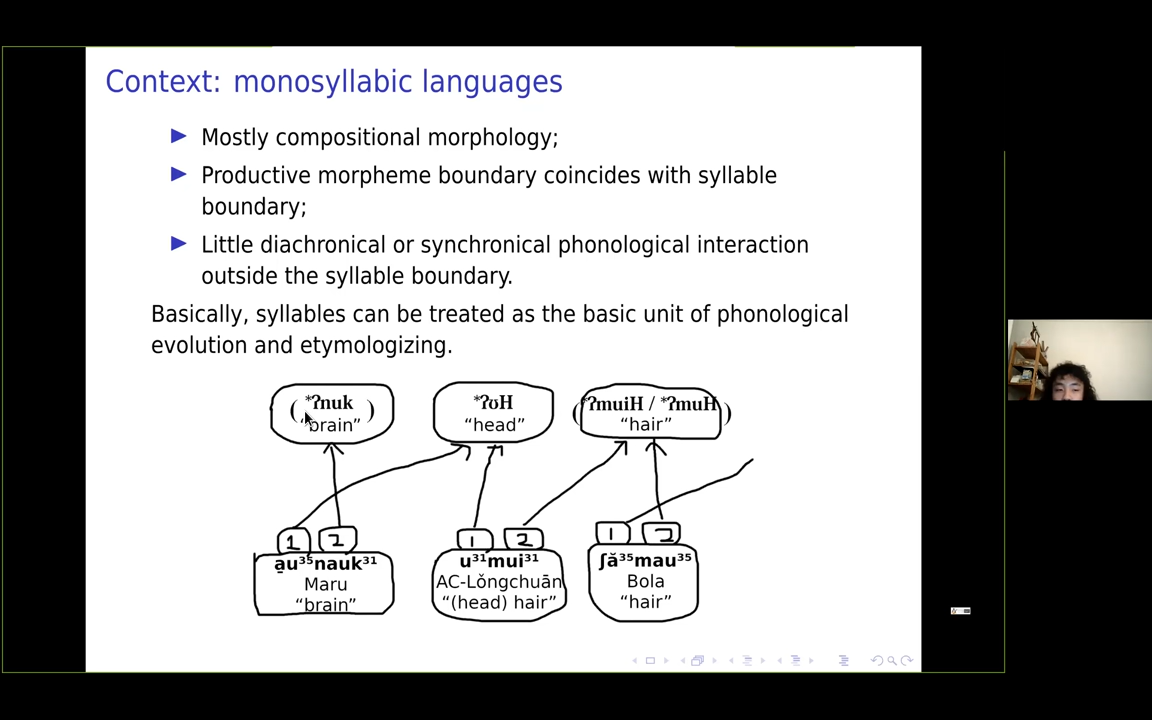 Context: monosyllabic languages
▶ Mostly compositional morphology;
▶ Productive morpheme boundary coincides with syllable
boundary;
▶ Little diachronical or synchronical phonological interaction
outside the syllable boundary.
Basically, syllables can be treated as the basic unit of phonological
evolution and etymologizing.
( *ʔnuk )
“brain”
*ʔʊH
“head”
(*ʔmuiH / *ʔmuH)
“hair”
1 2
a̱u³⁵nauk³¹
Maru
“brain”
1 2
u³¹mui³¹
AC-Lǒngchuān
“(head) hair”
1 2
ʃă³⁵mau³⁵
Bola
“hair”